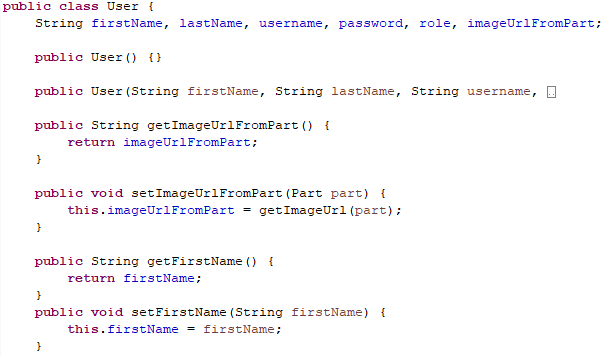 public class User {
    String firstName, lastName, username, password, role, imageUrlFromPart;
    public User() {}
    public User(String firstName, String lastName, String username,
    public String getImageUrlFromPart() {
        return imageUrlFromPart;
    }
    public void setImageUrlFromPart(Part part) {
        this.imageUrlFromPart = getImageUrl(part);
    }
    public String getFirstName() {
        return firstName;
    }
    public void setFirstName(String firstName) {
        this.firstName = firstName;
    }